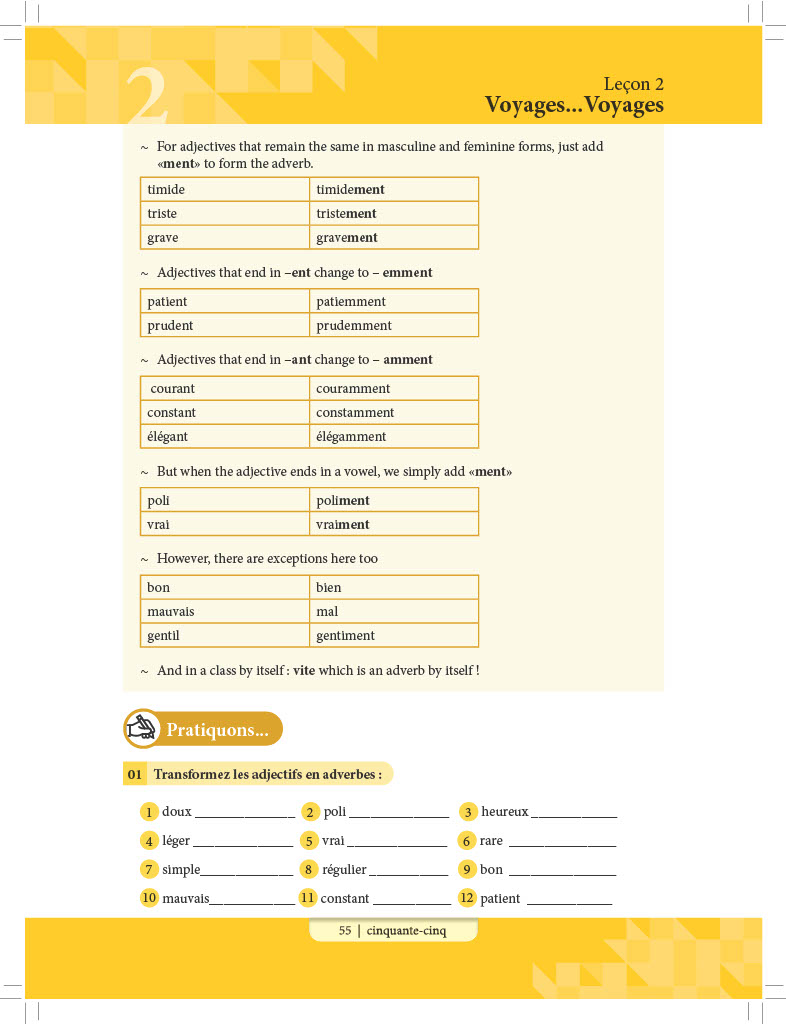 2
Leçon 2
Voyages...Voyages
~ For adjectives that remain the same in masculine and feminine forms, just add
«ment» to form the adverb.
timide timidement
triste tristement
grave gravement
~ Adjectives that end in –ent change to – emment
patient patiemment
prudent prudemment
~ Adjectives that end in –ant change to – amment
courant couramment
constant constamment
élégant élégamment
~ But when the adjective ends in a vowel, we simply add «ment»
poli poliment
vrai vraiment
~ However, there are exceptions here too
bon bien
mauvais mal
gentil gentiment
~ And in a class by itself : vite which is an adverb by itself !
Pratiquons...
01 Transformez les adjectifs en adverbes :
1 doux ______________ 2 poli ______________ 3 heureux ____________
4 léger _______________ 5 vrai ______________ 6 rare _______________
7 simple_____________ 8 régulier ___________ 9 bon _______________
10 mauvais____________ 11 constant ___________ 12 patient ____________
55 | cinquante-cinq